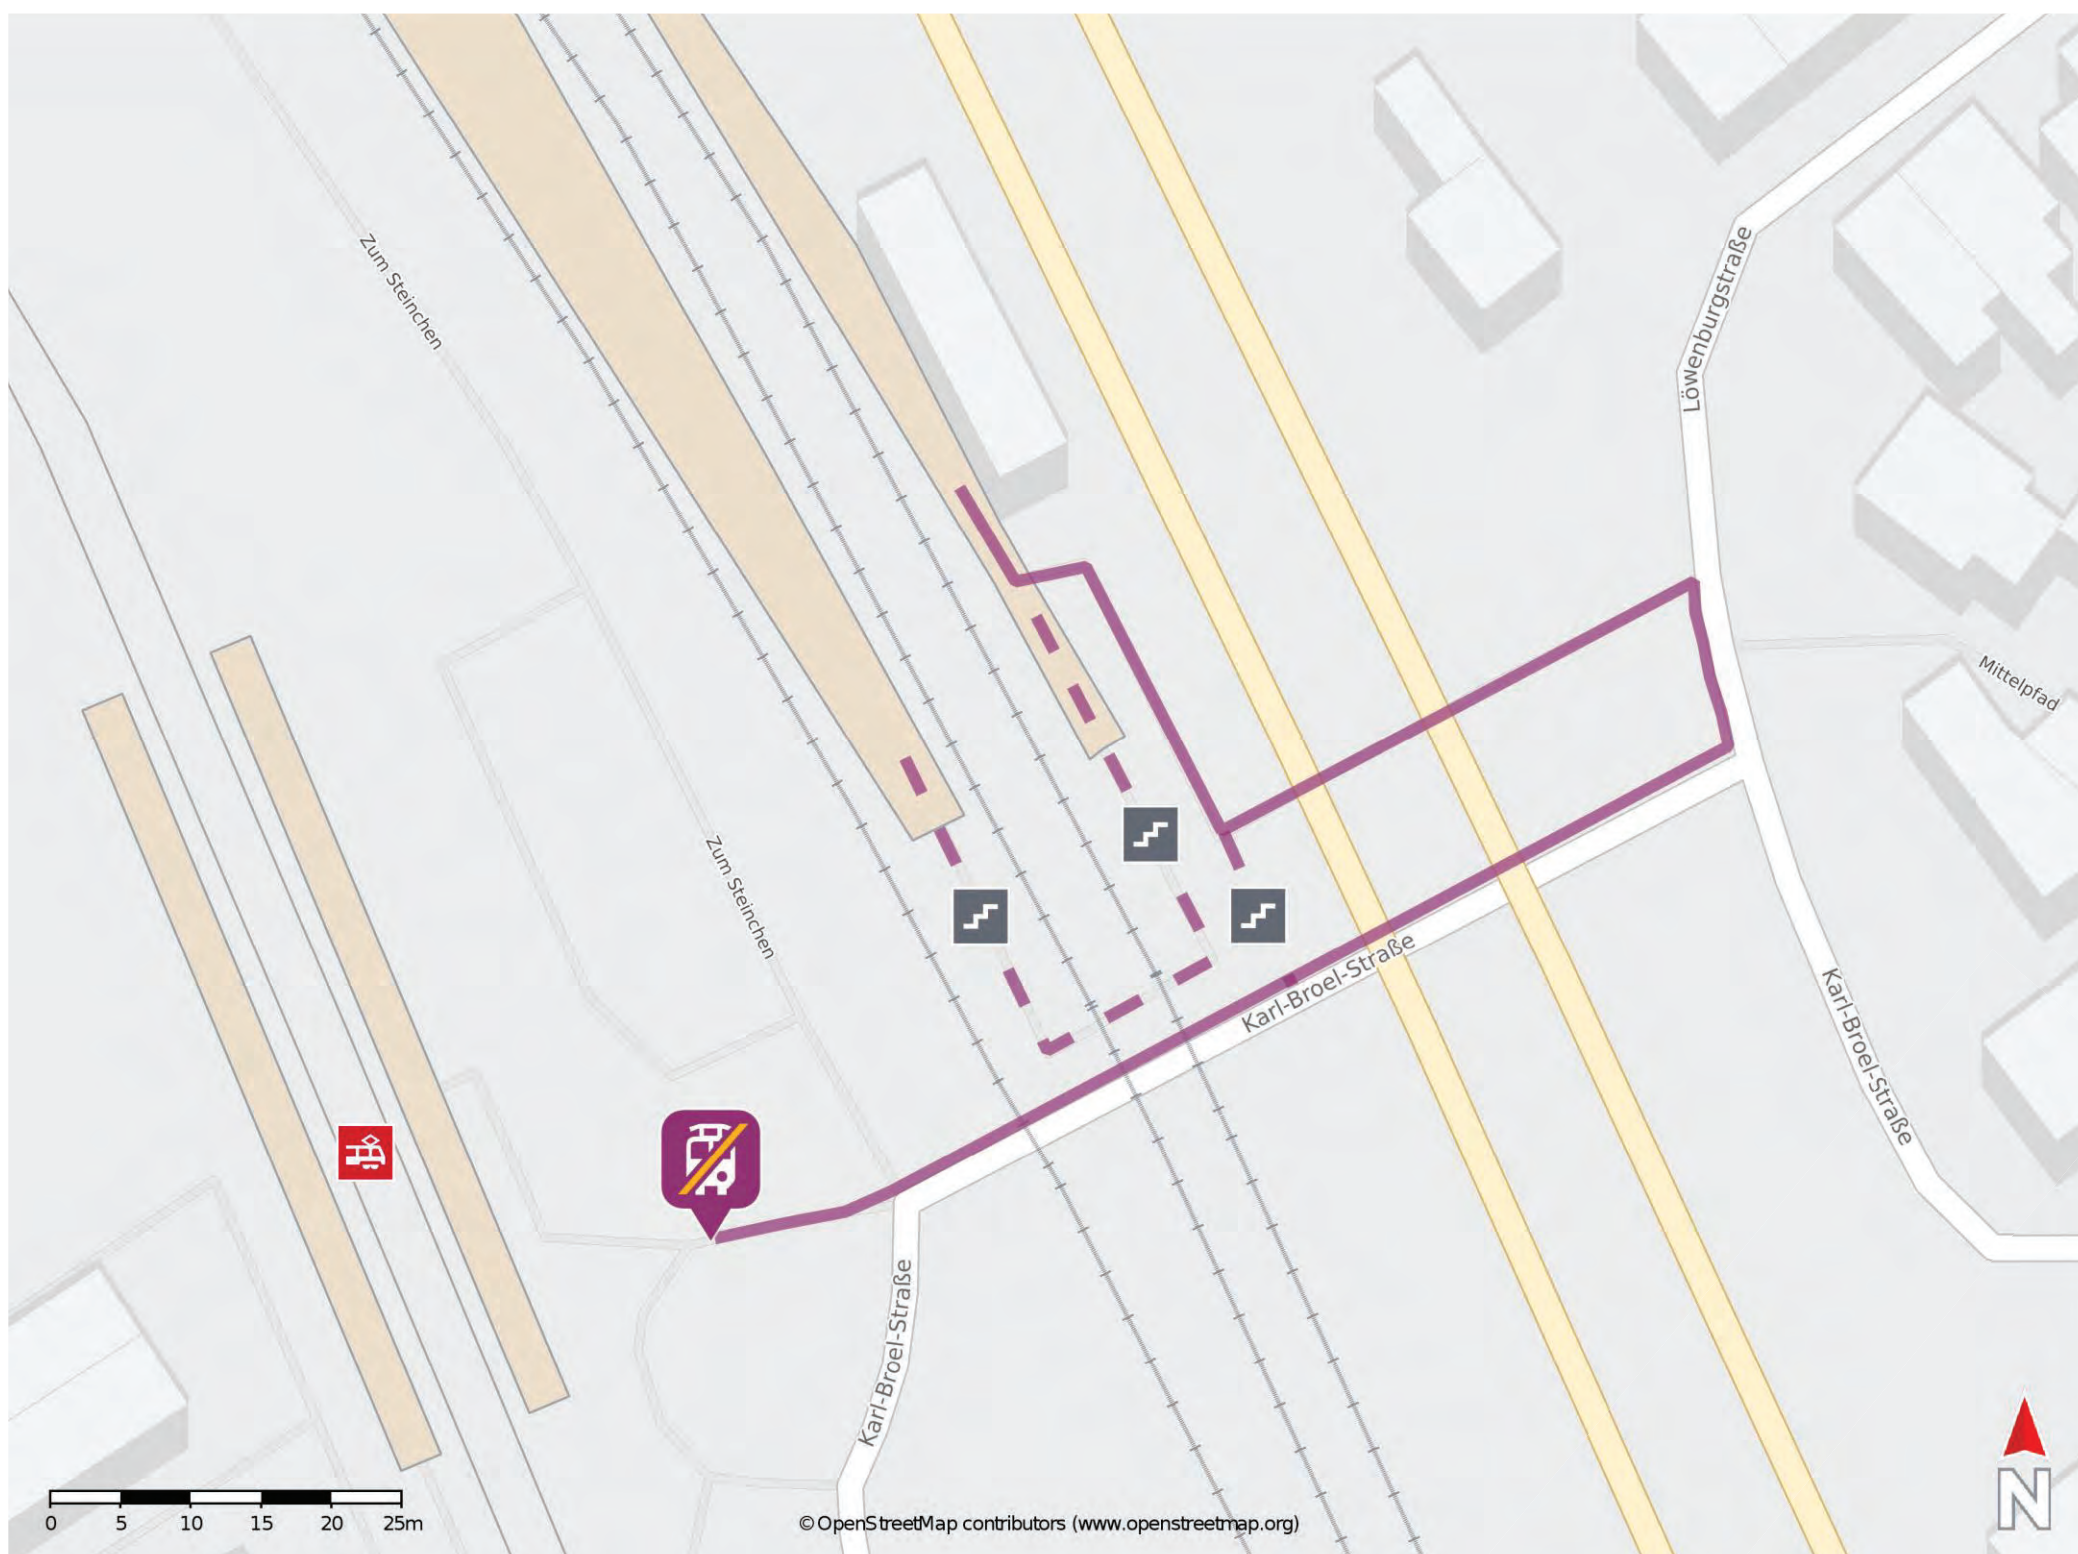 Zum Steinchen
Löwenburgstraße
Mittelpfad
Zum Steinchen
Karl-Broel-Straße
Karl-Broel-Straße
Karl-Broel-Straße
0 5 10 15 20 25m
©OpenStreetMap contributors (www.openstreetmap.org)
N